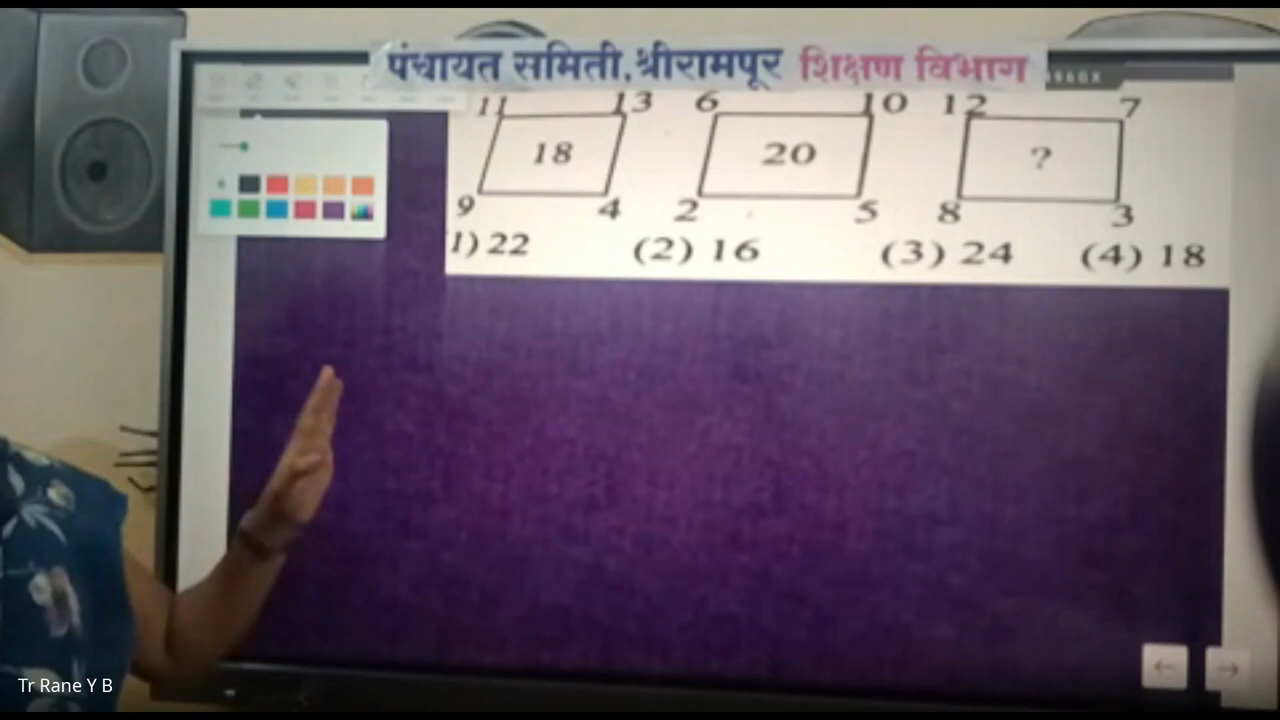 पंचायत समिती,श्रीरामपूर शिक्षण विभाग
11 13 6 10 12 7
18 20 ?
9 4 2 5 8 3
1) 22 (2) 16 (3) 24 (4) 18
Tr Rane Y B